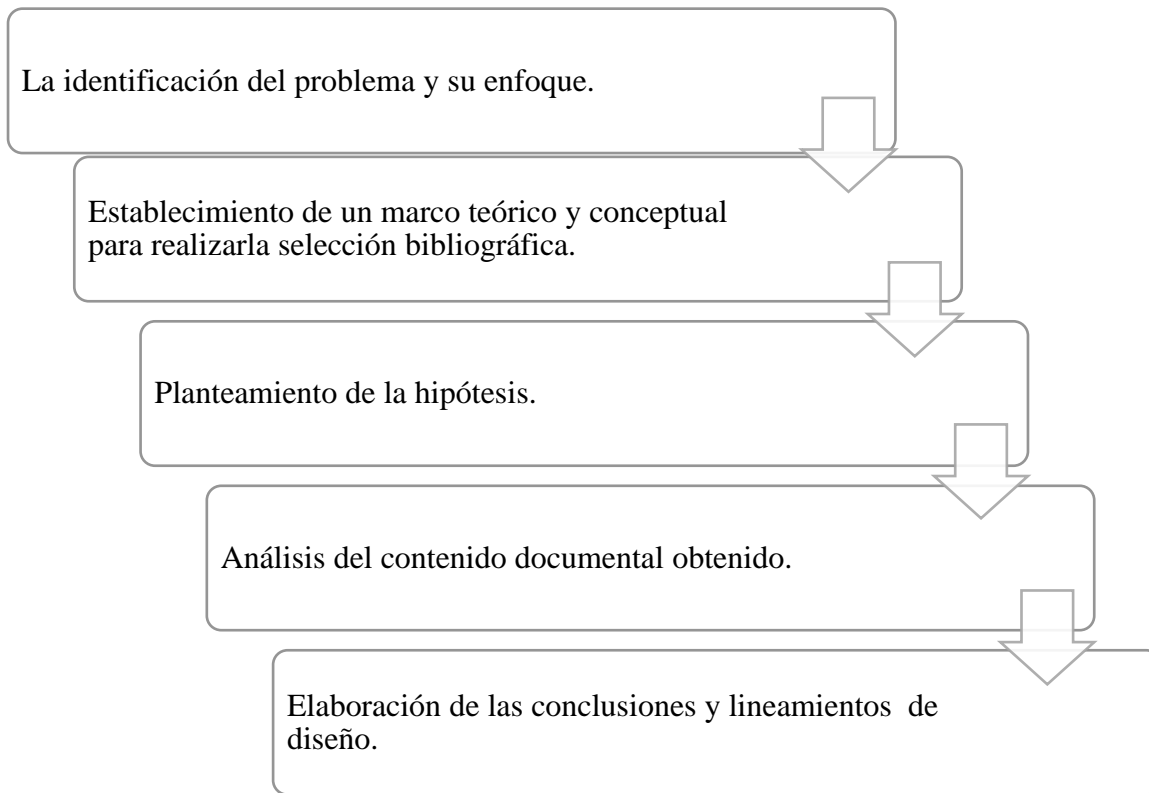 La identificación del problema y su enfoque.
Establecimiento de un marco teórico y conceptual
para realizarla selección bibliográfica.
Planteamiento de la hipótesis.
Análisis del contenido documental obtenido.
Elaboración de las conclusiones y lineamientos  de
diseño.